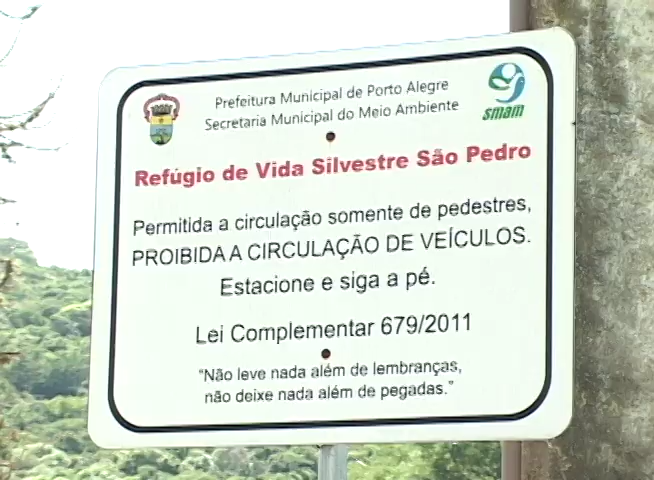 Prefeitura Municipal de Porto Alegre
Secretaria Municipal do Meio Ambiente
smam
Refúgio de Vida Silvestre São Pedro
Permitida a circulação somente de pedestres,
PROIBIDA A CIRCULAÇÃO DE VEÍCULOS.
Estacione e siga a pé.
Lei Complementar 679/2011
"Não leve nada além de lembranças,
não deixe nada além de pegadas."